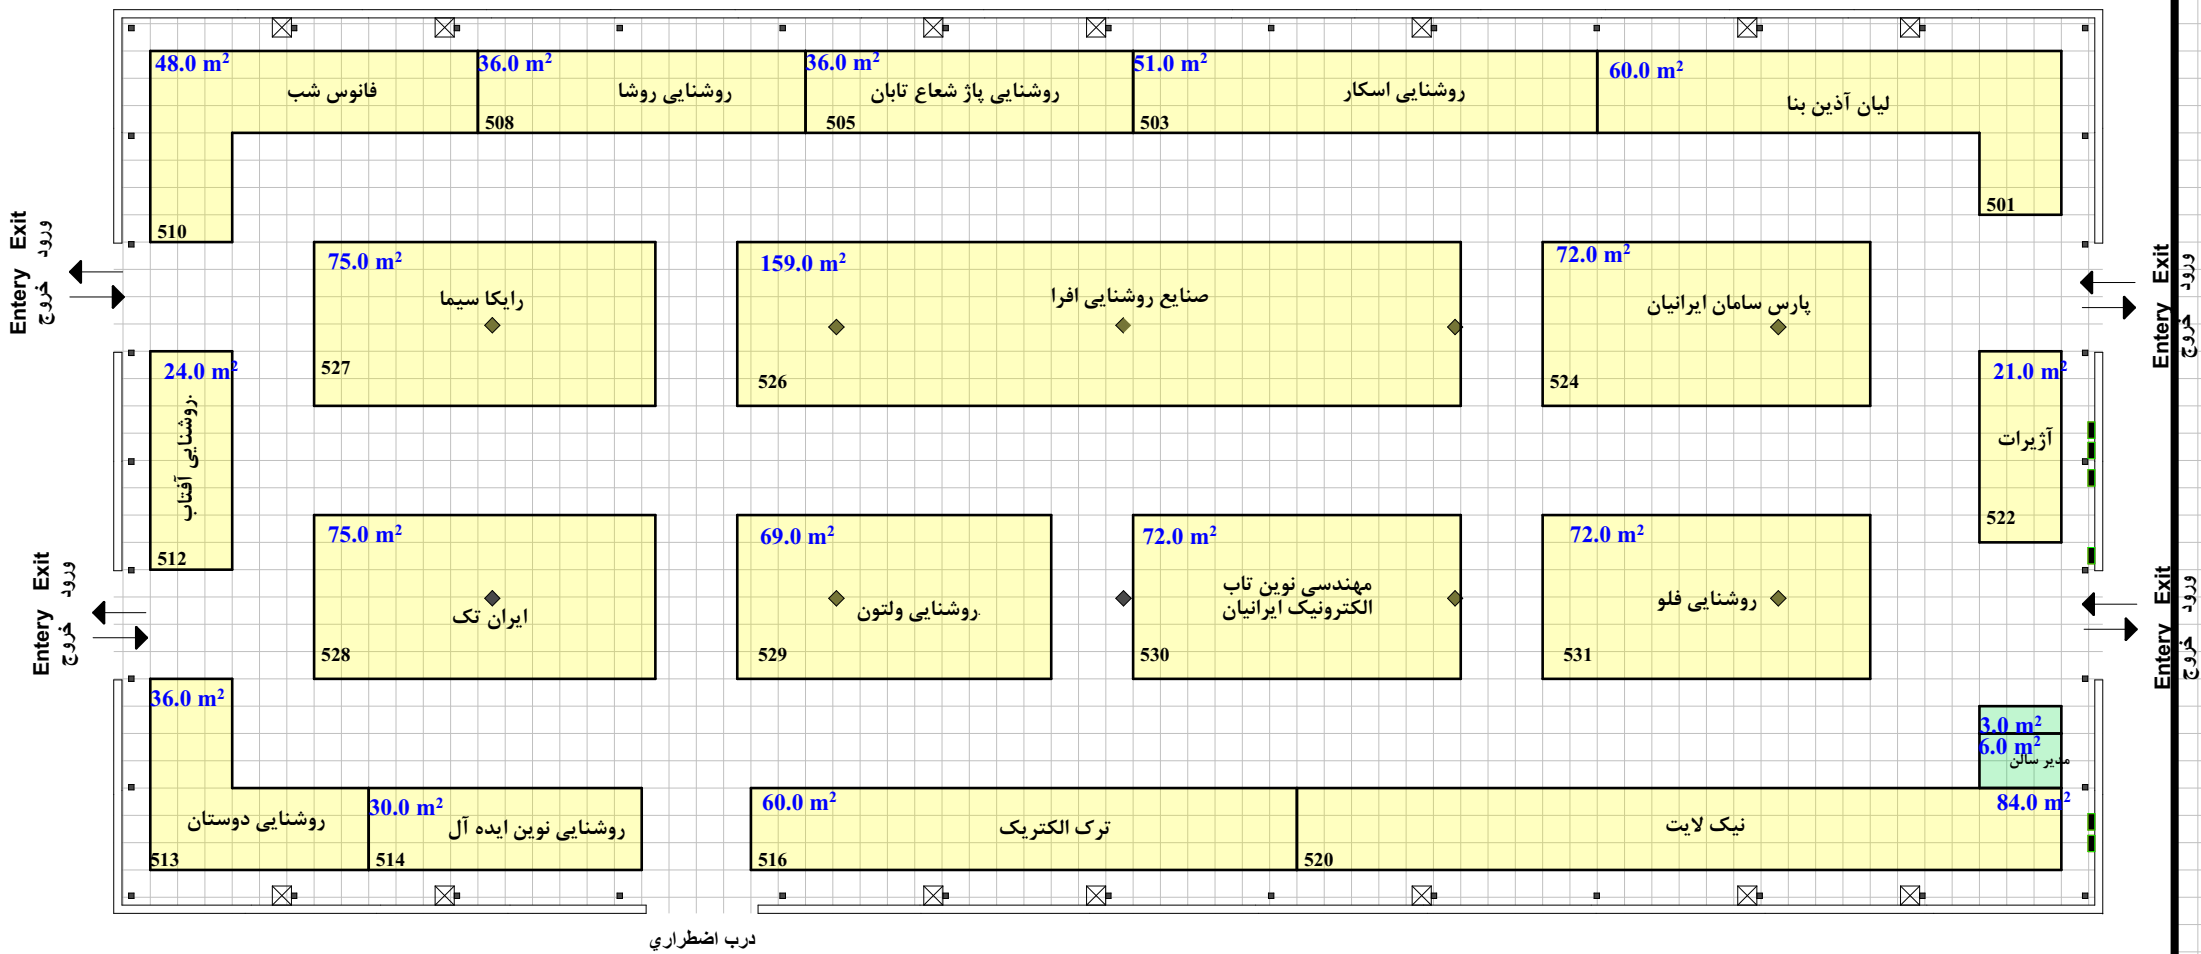 48.0 m²
فانوس شب
510
36.0 m²
روشنایی روشا
508
36.0 m²
روشنایی پاژ شعاع تابان
505
51.0 m²
روشنایی اسکار
503
60.0 m²
لیان آذین بنا
501
Entery Exit
ورود
خروج
75.0 m²
رایکا سیما
527
159.0 m²
صنایع روشنایی افرا
526
72.0 m²
پارس سامان ایرانیان
524
Entery Exit
ورود
خروج
24.0 m²
روشنایی آفتاب
512
21.0 m²
آژیرات
522
Entery Exit
ورود
خروج
75.0 m²
ایران تک
528
69.0 m²
روشنایی ولتون
529
72.0 m²
مهندسی نوین تاب
الکترونیک ایرانیان
530
72.0 m²
روشنایی فلو
531
Entery Exit
ورود
خروج
36.0 m²
روشنایی دوستان
513
30.0 m²
روشنایی نوین ایده آل
514
60.0 m²
ترک الکتریک
516
3.0 m²
6.0 m²
مدیر سالن
84.0 m²
نیک لایت
520
درب اضطراري